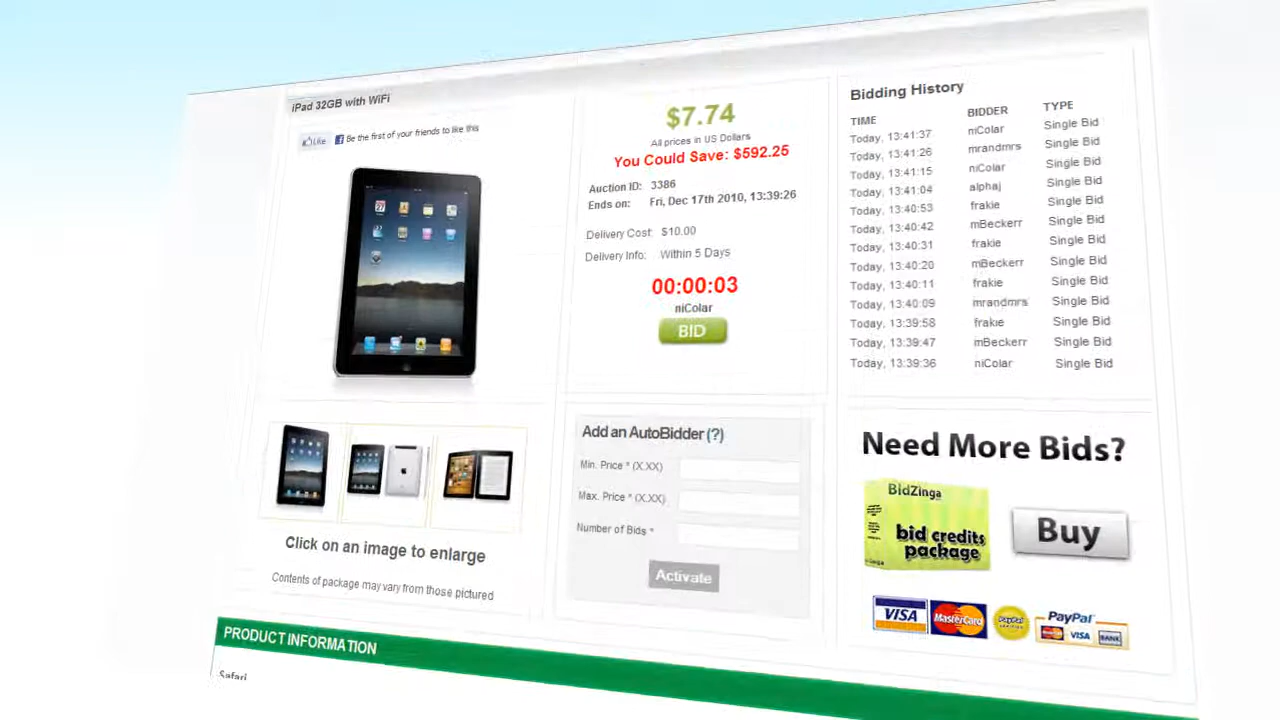 iPad 32GB with WiFi
Like
Be the first of your friends to like this
$7.74
All prices in US Dollars
You Could Save: $592.25
Auction ID: 3386
Ends on: Fri, Dec 17th 2010, 13:39:26
Delivery Cost: $10.00
Delivery Info: Within 5 Days
00:00:03
niColar
BID
Bidding History
TIME BIDDER TYPE
Today, 13:41:37 niColar Single Bid
Today, 13:41:26 mrandmrs Single Bid
Today, 13:41:15 niColar Single Bid
Today, 13:41:04 alphaj Single Bid
Today, 13:40:53 frakie Single Bid
Today, 13:40:42 mBeckerr Single Bid
Today, 13:40:31 frakie Single Bid
Today, 13:40:20 mBeckerr Single Bid
Today, 13:40:11 frakie Single Bid
Today, 13:40:09 mrandmrs Single Bid
Today, 13:39:58 frakie Single Bid
Today, 13:39:47 mBeckerr Single Bid
Today, 13:39:36 niColar Single Bid
Click on an image to enlarge
Contents of package may vary from those pictured
Add an AutoBidder (?)
Min. Price * (X.XX)
Max. Price * (X.XX)
Number of Bids *
Activate
Need More Bids?
BidZinga
bid credits
package
Buy
VISA
MasterCard
PayPal
PayPal
MasterCard
VISA
BANK
PRODUCT INFORMATION
Safari